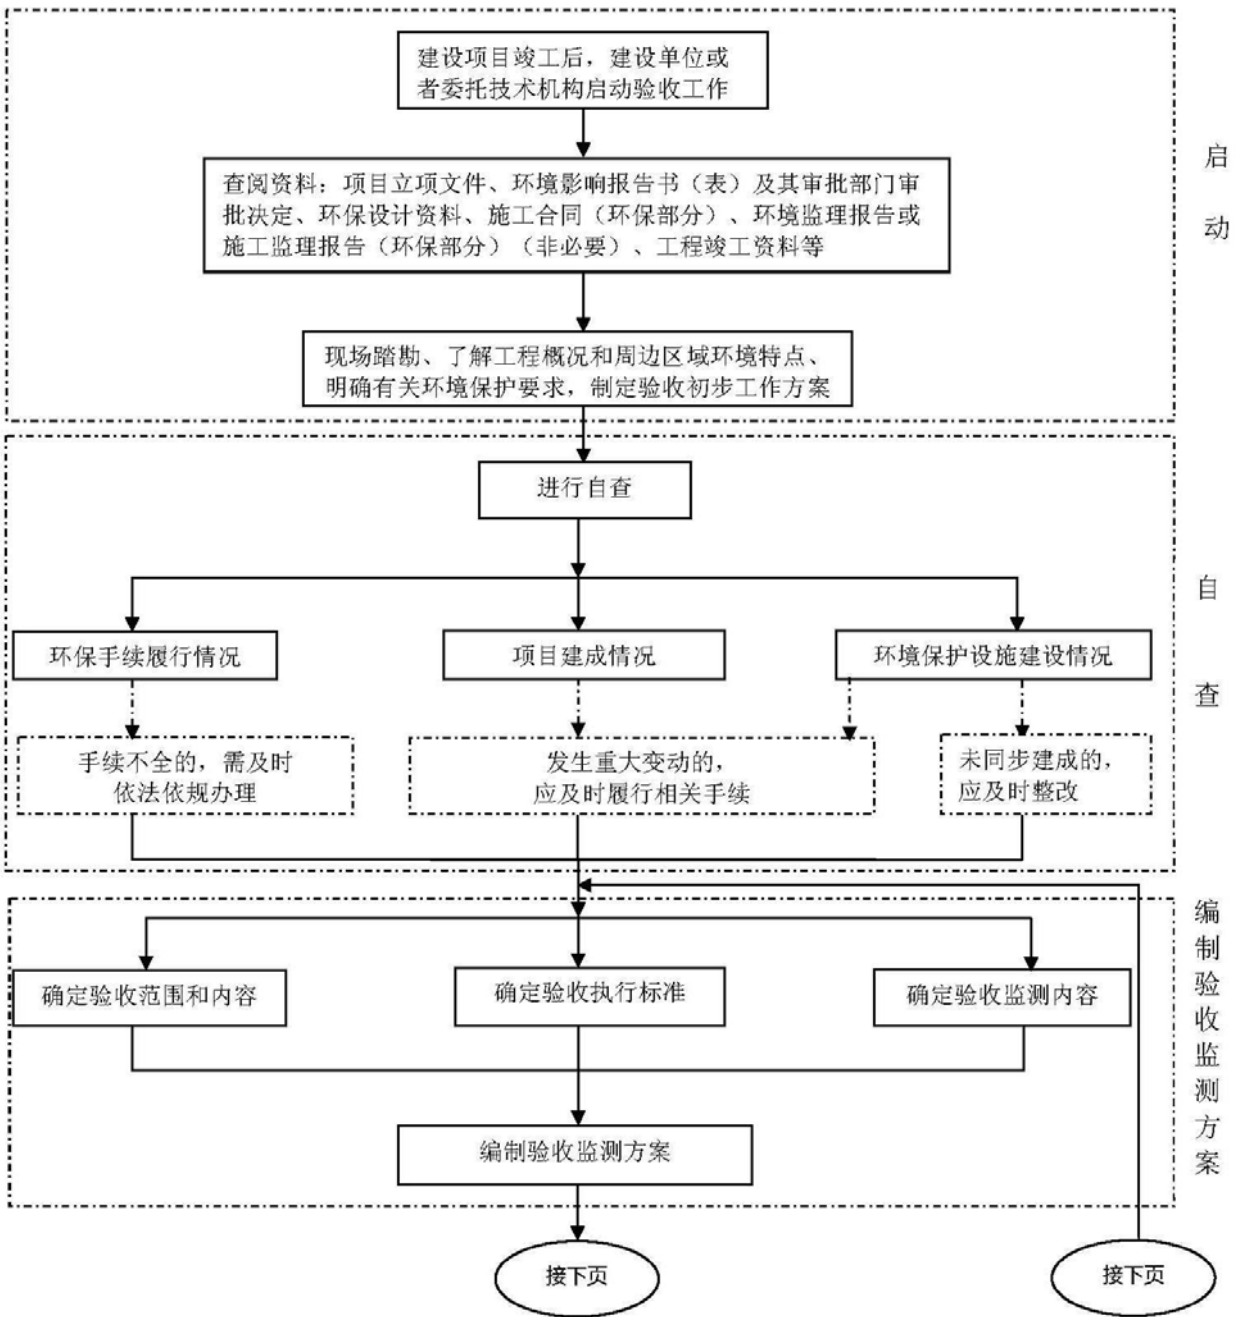 建设项目竣工后，建设单位或
者委托技术机构启动验收工作
启
动
查阅资料：项目立项文件、环境影响报告书（表）及其审批部门审
批决定、环保设计资料、施工合同（环保部分）、环境监理报告或
施工监理报告（环保部分）（非必要）、工程竣工资料等
现场踏勘、了解工程概况和周边区域环境特点、
明确有关环境保护要求，制定验收初步工作方案
进行自查
自
查
环保手续履行情况
项目建成情况
环境保护设施建设情况
手续不全的，需及时
依法依规办理
发生重大变动的，
应及时履行相关手续
未同步建成的，
应及时整改
编
制
验
收
监
测
方
案
确定验收范围和内容
确定验收执行标准
确定验收监测内容
编制验收监测方案
接下页
接下页